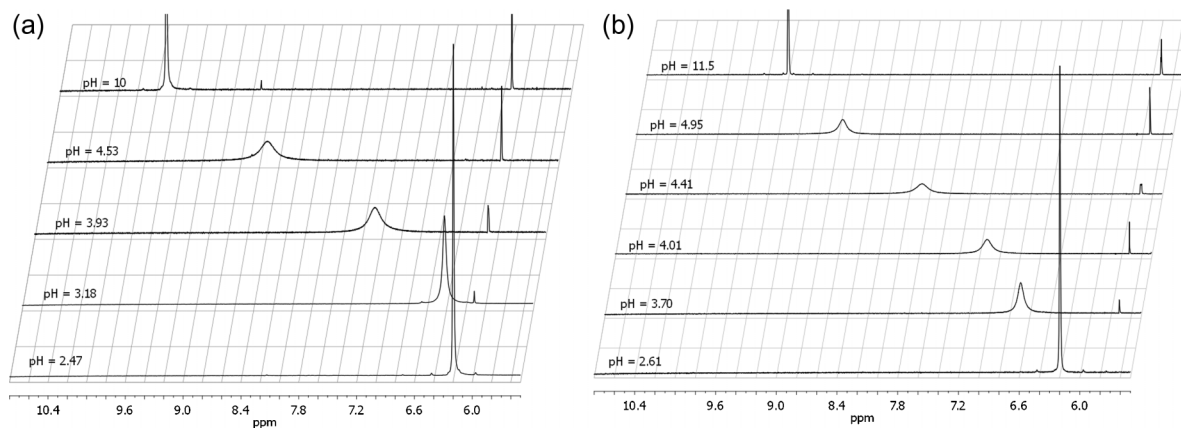 (a)
pH = 10
pH = 4.53
pH = 3.93
pH = 3.18
pH = 2.47
10.4 9.6 9.0 8.4 7.8 7.2 6.6 6.0
ppm
(b)
pH = 11.5
pH = 4.95
pH = 4.41
pH = 4.01
pH = 3.70
pH = 2.61
10.4 9.6 9.0 8.4 7.8 7.2 6.6 6.0
ppm